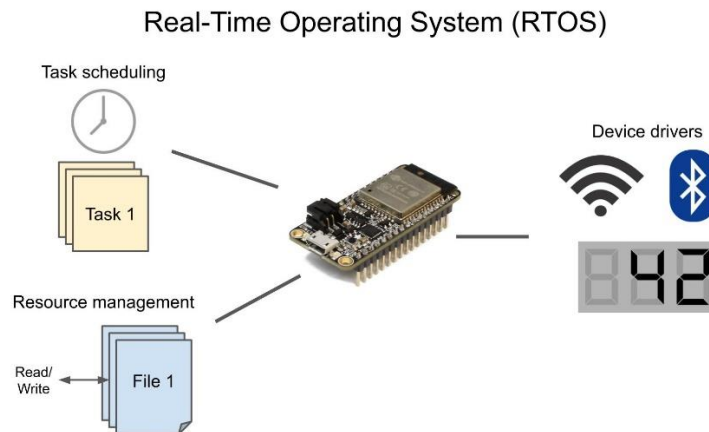 Real-Time Operating System (RTOS)
Task scheduling
Task 1
Device drivers
42
Resource management
Read/
Write
File 1